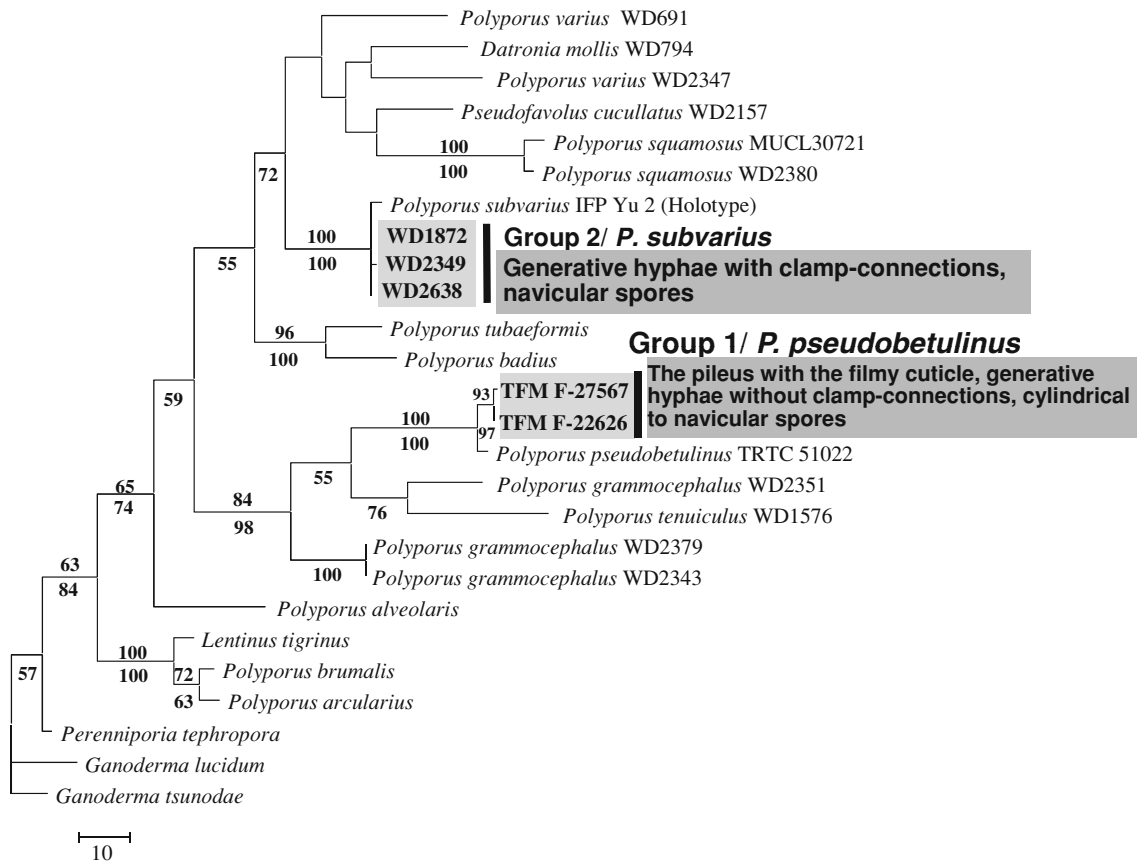 Polyporus varius WD691
Datronia mollis WD794
Polyporus varius WD2347
Pseudofavolus cucullatus WD2157
100
Polyporus squamosus MUCL30721
100
Polyporus squamosus WD2380
72
Polyporus subvarius IFP Yu 2 (Holotype)
100
100
WD1872
WD2349
WD2638
Group 2/ P. subvarius
Generative hyphae with clamp-connections,
navicular spores
55
96
100
Polyporus tubaeformis
Polyporus badius
Group 1/ P. pseudobetulinus
The pileus with the filmy cuticle, generative
hyphae without clamp-connections, cylindrical
to navicular spores
93
TFM F-27567
TFM F-22626
97
100
100
Polyporus pseudobetulinus TRTC 51022
59
55
Polyporus grammocephalus WD2351
76
Polyporus tenuiculus WD1576
84
98
Polyporus grammocephalus WD2379
100
Polyporus grammocephalus WD2343
65
74
Polyporus alveolaris
63
84
Lentinus tigrinus
100
100
72
Polyporus brumalis
63
Polyporus arcularius
57
Perenniporia tephropora
Ganoderma lucidum
Ganoderma tsunodae
10